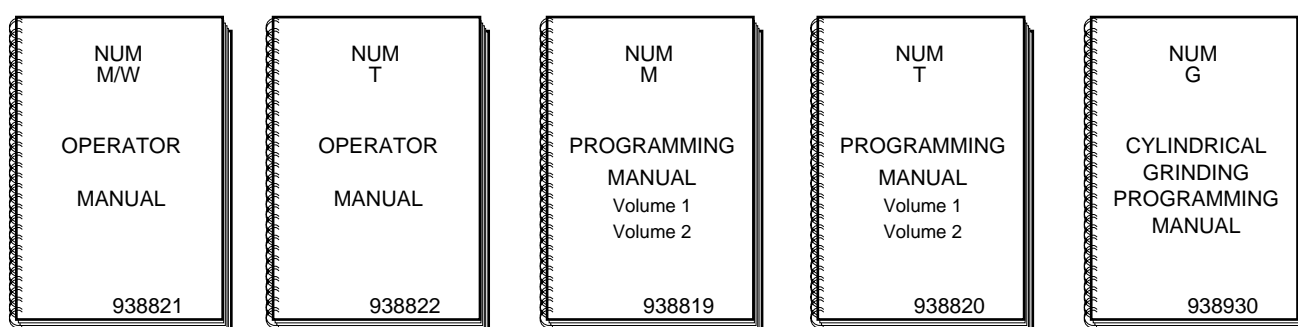 NUM
M/W
OPERATOR
MANUAL
938821
NUM
T
OPERATOR
MANUAL
938822
NUM
M
PROGRAMMING
MANUAL
Volume 1
Volume 2
938819
NUM
T
PROGRAMMING
MANUAL
Volume 1
Volume 2
938820
NUM
G
CYLINDRICAL
GRINDING
PROGRAMMING
MANUAL
938930